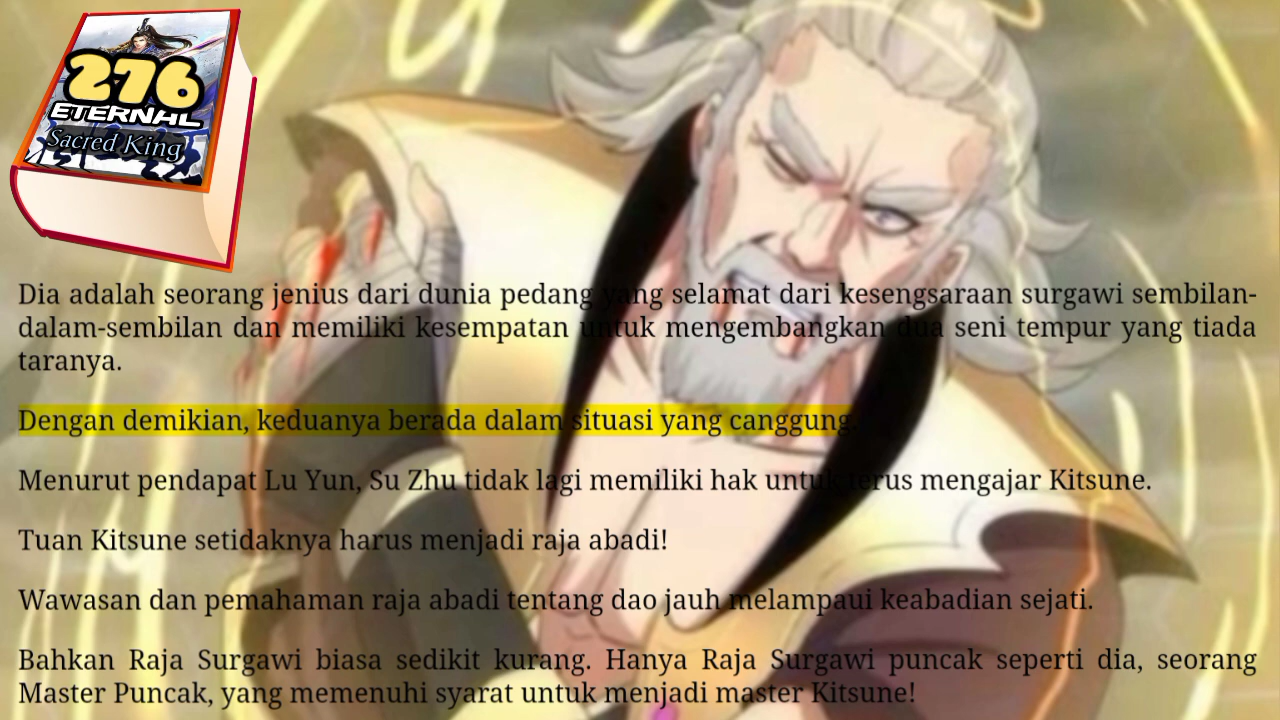 276
ETERNAL
Sacred King
Dia adalah seorang jenius dari dunia pedang yang selamat dari kesengsaraan surgawi sembilan-
dalam-sembilan dan memiliki kesempatan untuk mengembangkan dua seni tempur yang tiada
taranya.
Dengan demikian, keduanya berada dalam situasi yang canggung.
Menurut pendapat Lu Yun, Su Zhu tidak lagi memiliki hak untuk terus mengajar Kitsune.
Tuan Kitsune setidaknya harus menjadi raja abadi!
Wawasan dan pemahaman raja abadi tentang dao jauh melampaui keabadian sejati.
Bahkan Raja Surgawi biasa sedikit kurang. Hanya Raja Surgawi puncak seperti dia, seorang
Master Puncak, yang memenuhi syarat untuk menjadi master Kitsune!